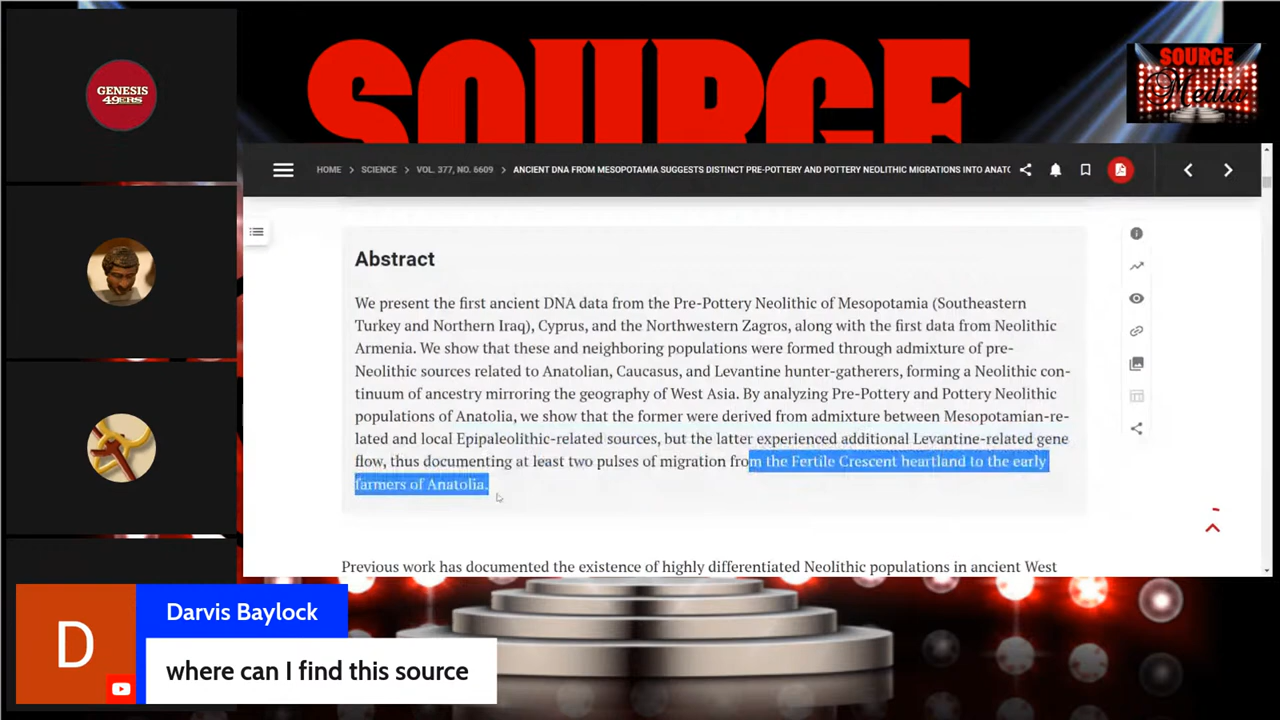 SOURCE
SOURCE
Media
GENESIS
49ERS
HOME > SCIENCE > VOL. 377, NO. 6609 > ANCIENT DNA FROM MESOPOTAMIA SUGGESTS DISTINCT PRE-POTTERY AND POTTERY NEOLITHIC MIGRATIONS INTO ANATO
Abstract
We present the first ancient DNA data from the Pre-Pottery Neolithic of Mesopotamia (Southeastern
Turkey and Northern Iraq), Cyprus, and the Northwestern Zagros, along with the first data from Neolithic
Armenia. We show that these and neighboring populations were formed through admixture of pre-
Neolithic sources related to Anatolian, Caucasus, and Levantine hunter-gatherers, forming a Neolithic con-
tinuum of ancestry mirroring the geography of West Asia. By analyzing Pre-Pottery and Pottery Neolithic
populations of Anatolia, we show that the former were derived from admixture between Mesopotamian-re-
lated and local Epipaleolithic-related sources, but the latter experienced additional Levantine-related gene
flow, thus documenting at least two pulses of migration from the Fertile Crescent heartland to the early
farmers of Anatolia.
Previous work has documented the existence of highly differentiated Neolithic populations in ancient West
D
Darvis Baylock
where can I find this source